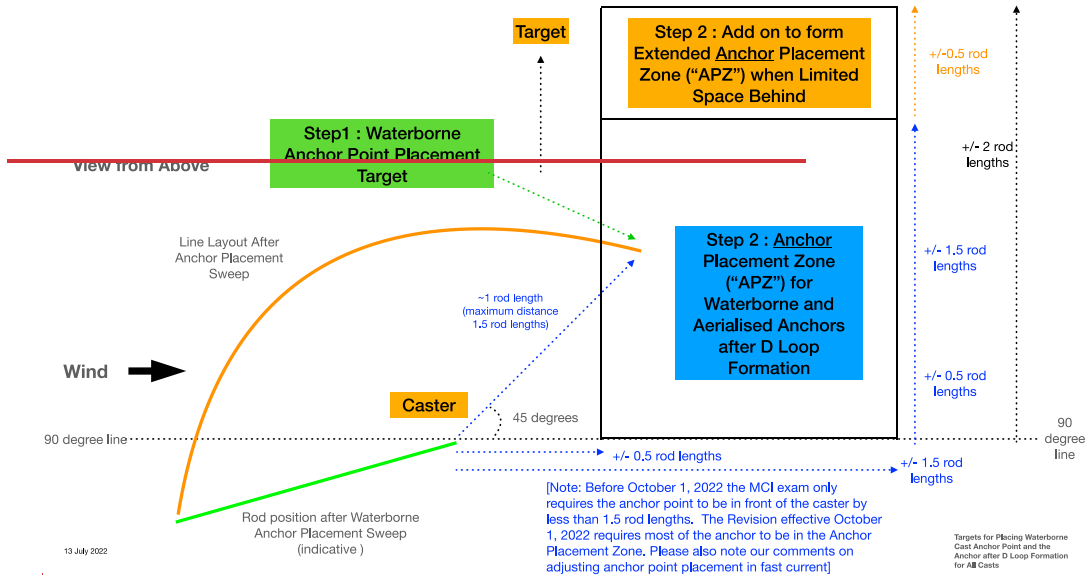 Target
Step 2 : Add on to form
Extended Anchor Placement
Zone (“APZ”) when Limited
Space Behind
+/-0.5 rod
lengths
Step1 : Waterborne
Anchor Point Placement
Target
View from Above
+/- 2 rod
lengths
Line Layout After
Anchor Placement
Sweep
Step 2 : Anchor
Placement Zone
(“APZ”) for
Waterborne and
Aerialised Anchors
after D Loop
Formation
+/- 1.5 rod
lengths
~1 rod length
(maximum distance
1.5 rod lengths)
Wind
+/- 0.5 rod
lengths
Caster
45 degrees
90 degree line
90
degree
line
+/- 0.5 rod lengths
+/- 1.5 rod
lengths
[Note: Before October 1, 2022 the MCI exam only
requires the anchor point to be in front of the caster by
less than 1.5 rod lengths.  The Revision effective October
1, 2022 requires most of the anchor to be in the Anchor
Placement Zone. Please also note our comments on
adjusting anchor point placement in fast current]
Rod position after Waterborne
Anchor Placement Sweep
(indicative )
13 July 2022
Targets for Placing Waterborne
Cast Anchor Point and the
Anchor after D Loop Formation
for All Casts